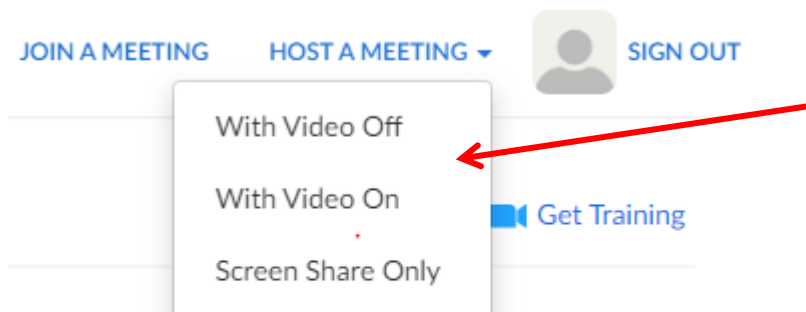 JOIN A MEETING HOST A MEETING SIGN OUT
With Video Off
With Video On
Get Training
Screen Share Only